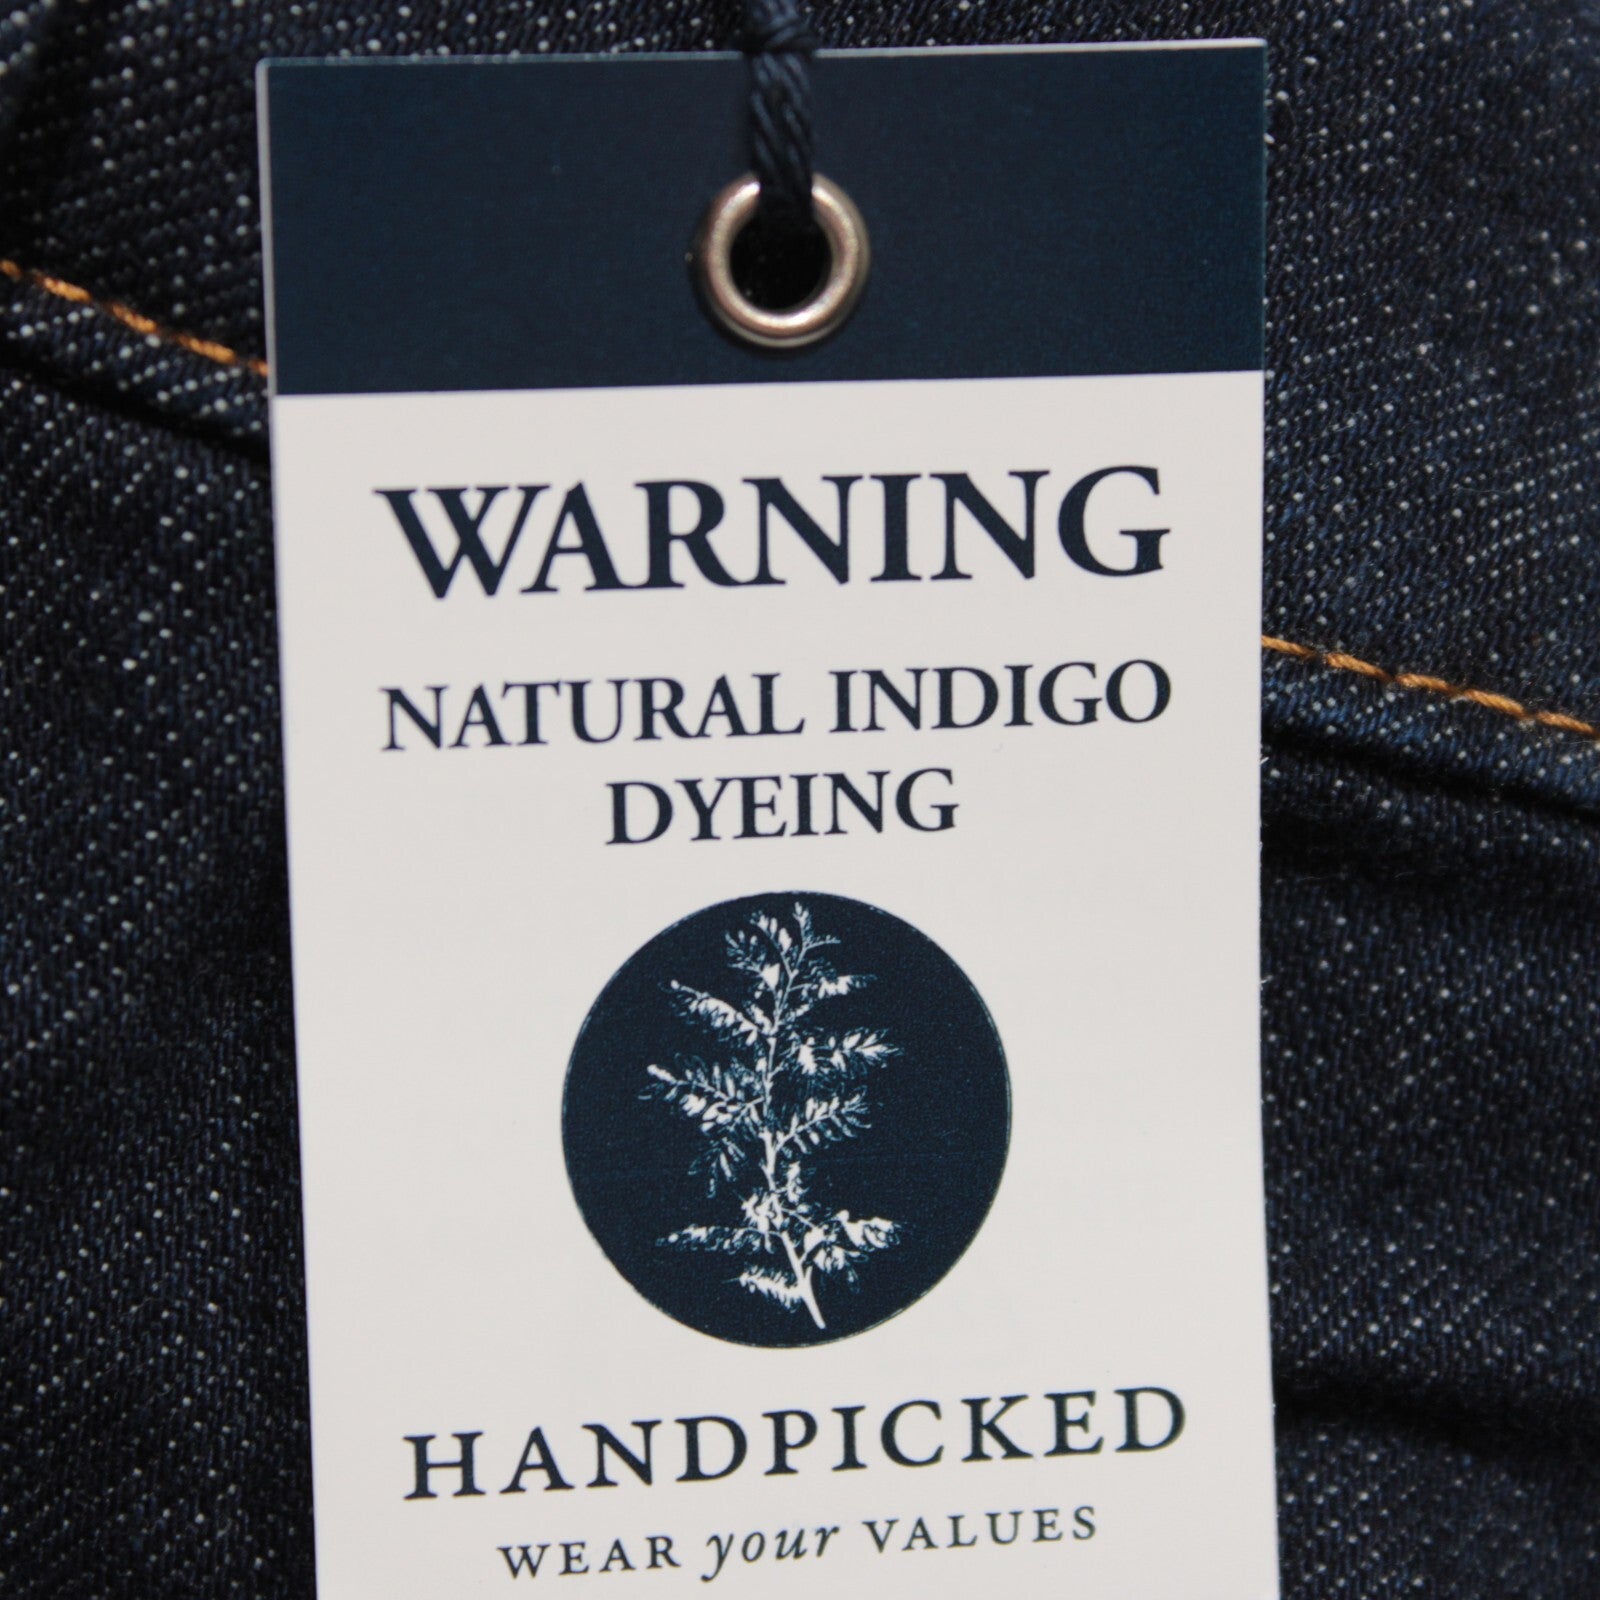 WARNING
NATURAL INDIGO
DYEING
HANDPICKED
WEAR your VALUES